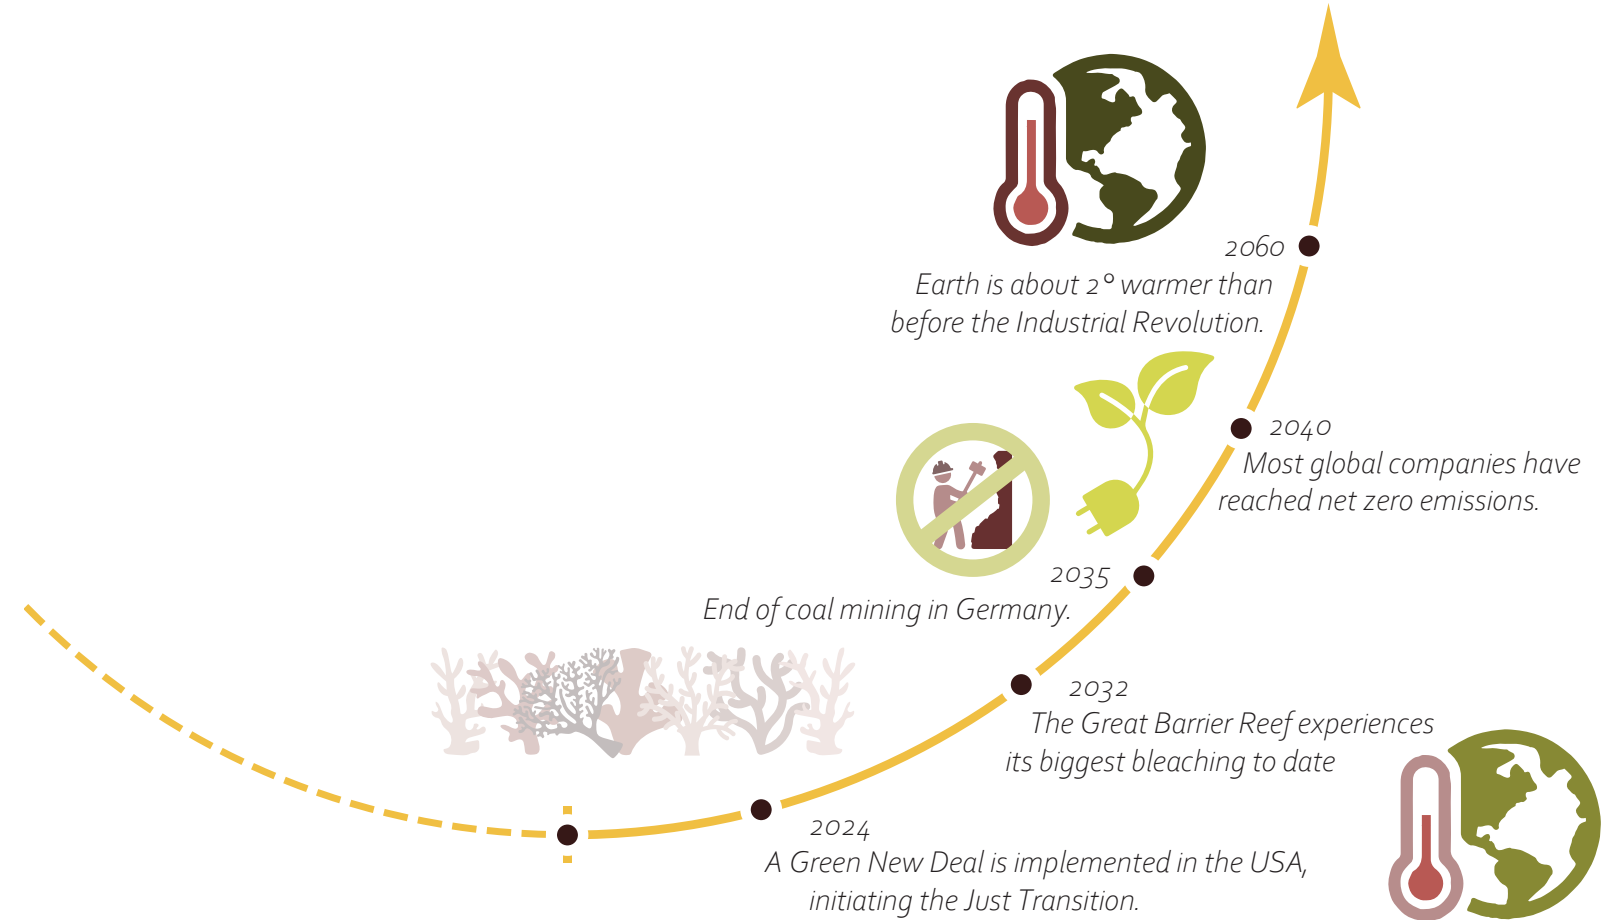 2060
Earth is about 2° warmer than
before the Industrial Revolution.
2040
Most global companies have
reached net zero emissions.
2035
End of coal mining in Germany.
2032
The Great Barrier Reef experiences
its biggest bleaching to date
2024
A Green New Deal is implemented in the USA,
initiating the Just Transition.